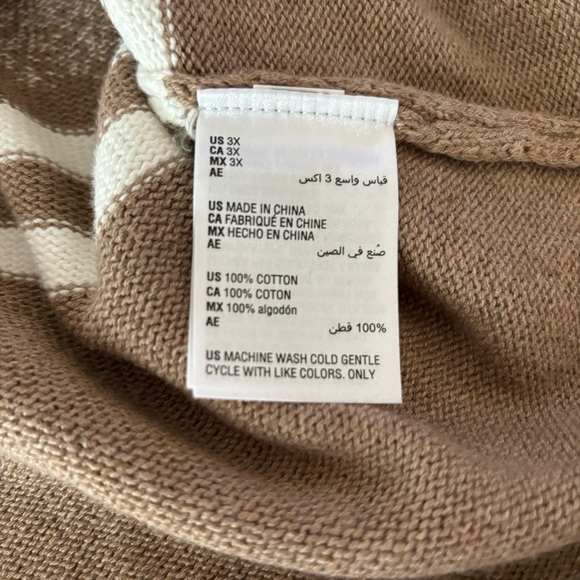 US 3X
CA 3X
MX 3X
AE قياس واسع 3 اكس
US MADE IN CHINA
CA FABRIQUÉ EN CHINE
MX HECHO EN CHINA
AE صُنع في الصين
US 100% COTTON
CA 100% COTON
MX 100% algodón
AE 100% قطن
US MACHINE WASH COLD GENTLE
CYCLE WITH LIKE COLORS. ONLY